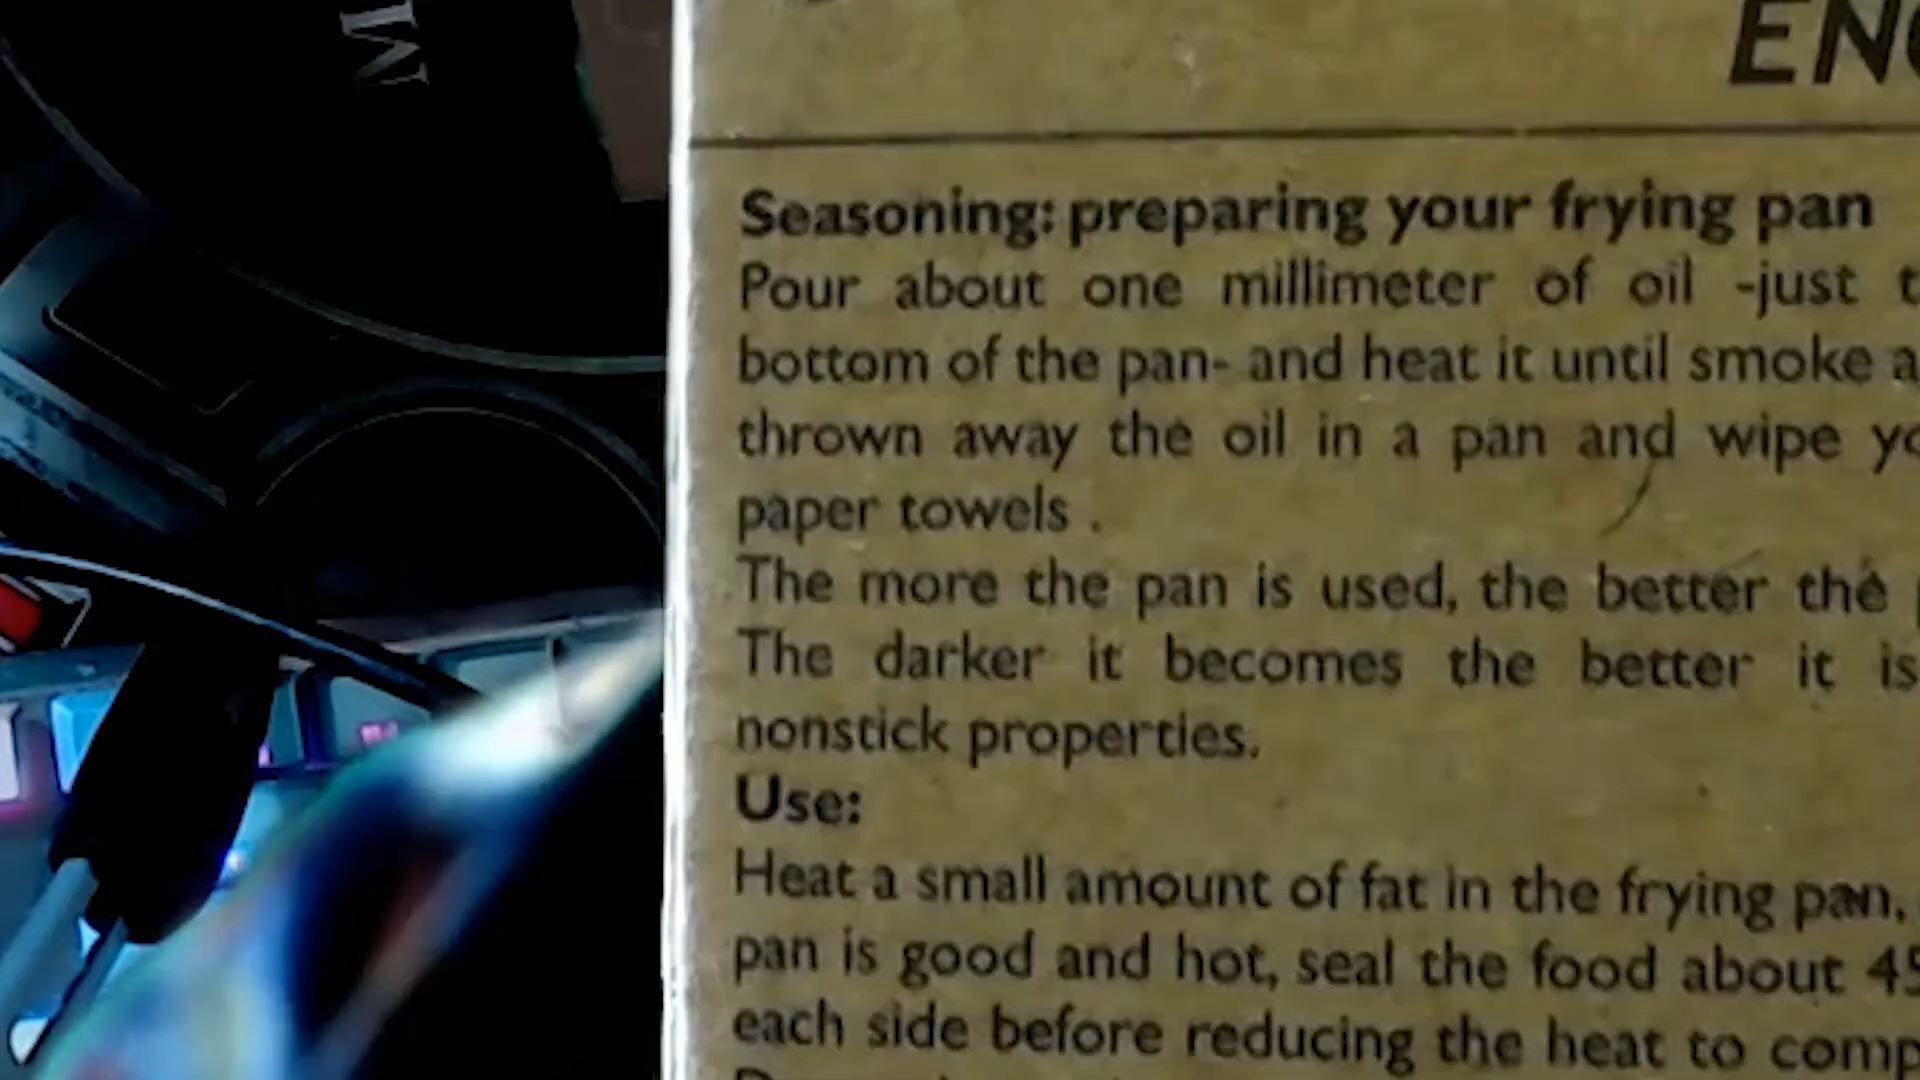 M
ENG
Seasoning: preparing your frying pan
Pour about one millimeter of oil -just t
bottom of the pan- and heat it until smoke a
thrown away the oil in a pan and wipe yo
paper towels .
The more the pan is used, the better the
The darker it becomes the better it is
nonstick properties.
Use:
Heat a small amount of fat in the frying pan,
pan is good and hot, seal the food about 45
each side before reducing the heat to comp